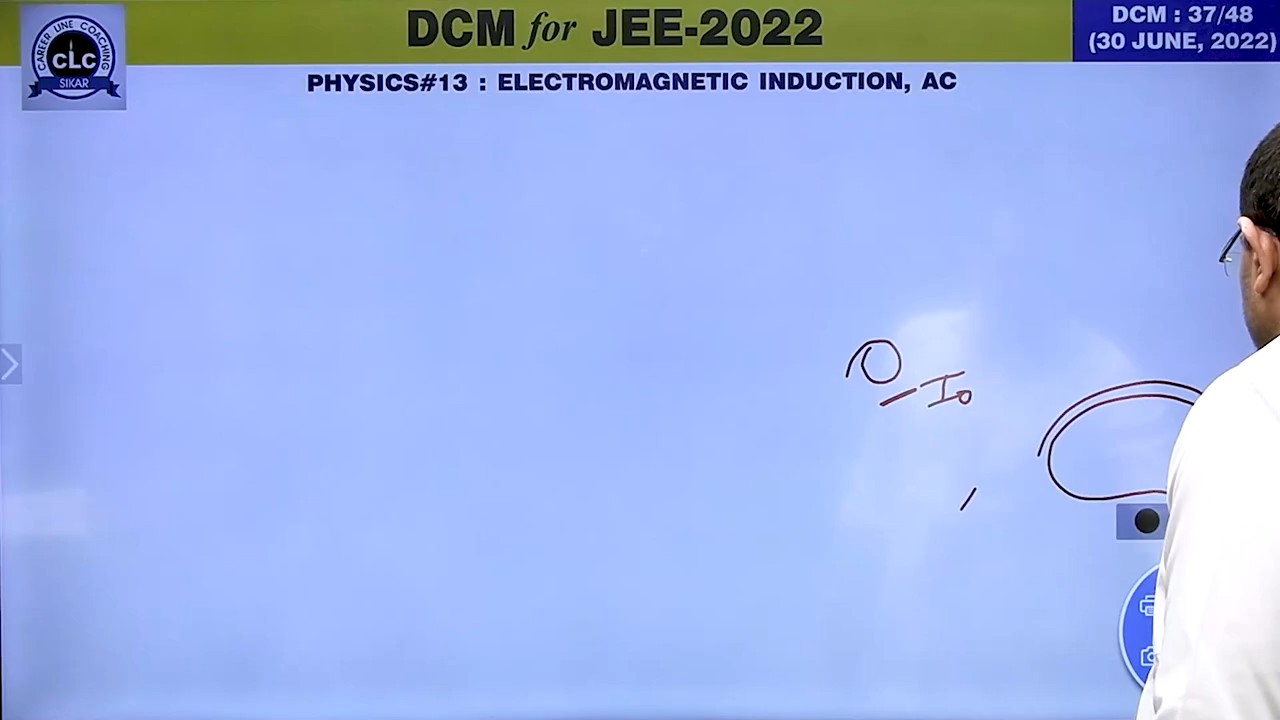 DCM for JEE-2022
DCM : 37/48
(30 JUNE, 2022)
CAREER LINE COACHING
CLC
SIKAR
PHYSICS#13 : ELECTROMAGNETIC INDUCTION, AC
I₀